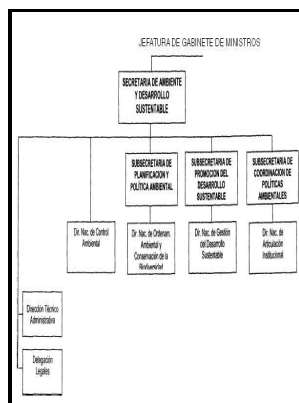 JEFATURA DE GABINETE DE MINISTROS
SECRETARIA DE AMBIENTE
Y DESARROLLO
SUSTENTABLE
SUBSECRETARIA DE
PLANIFICACION Y
POLÍTICA AMBIENTAL
SUBSECRETARIA DE
PROMOCION DEL
DESARROLLO
SUSTENTABLE
SUBSECRETARIA DE
COORDINACION DE
POLÍTICAS
AMBIENTALES
Dir. Nac. de Control
Ambiental
Dir. Nac. de Ordenam.
Ambiental y
Conservación de la
Biodiversidad
Dir. Nac. de Gestión
del Desarrollo
Sustentable
Dir. Nac. de
Articulación
Institucional
Dirección Técnico
Administrativa
Delegación
Legales